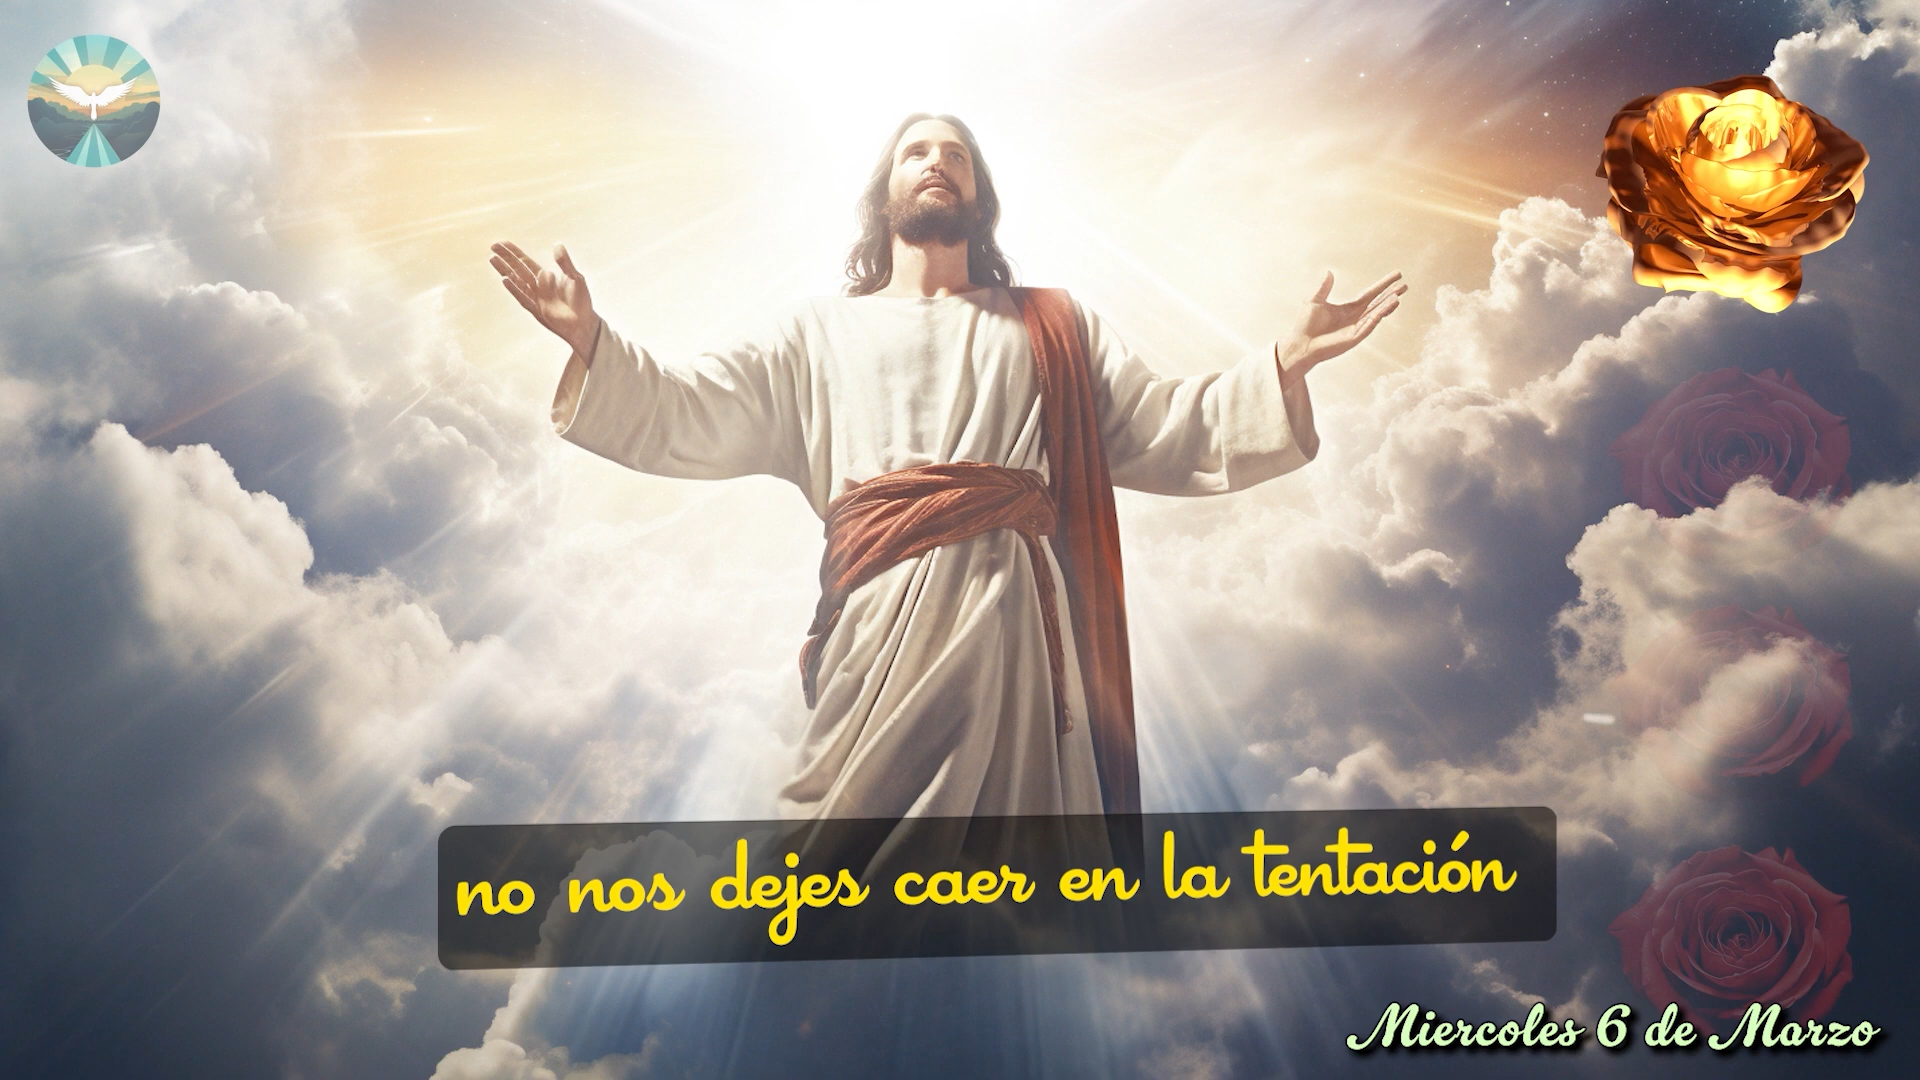 no nos dejes caer en la tentación
Miercoles 6 de Marzo